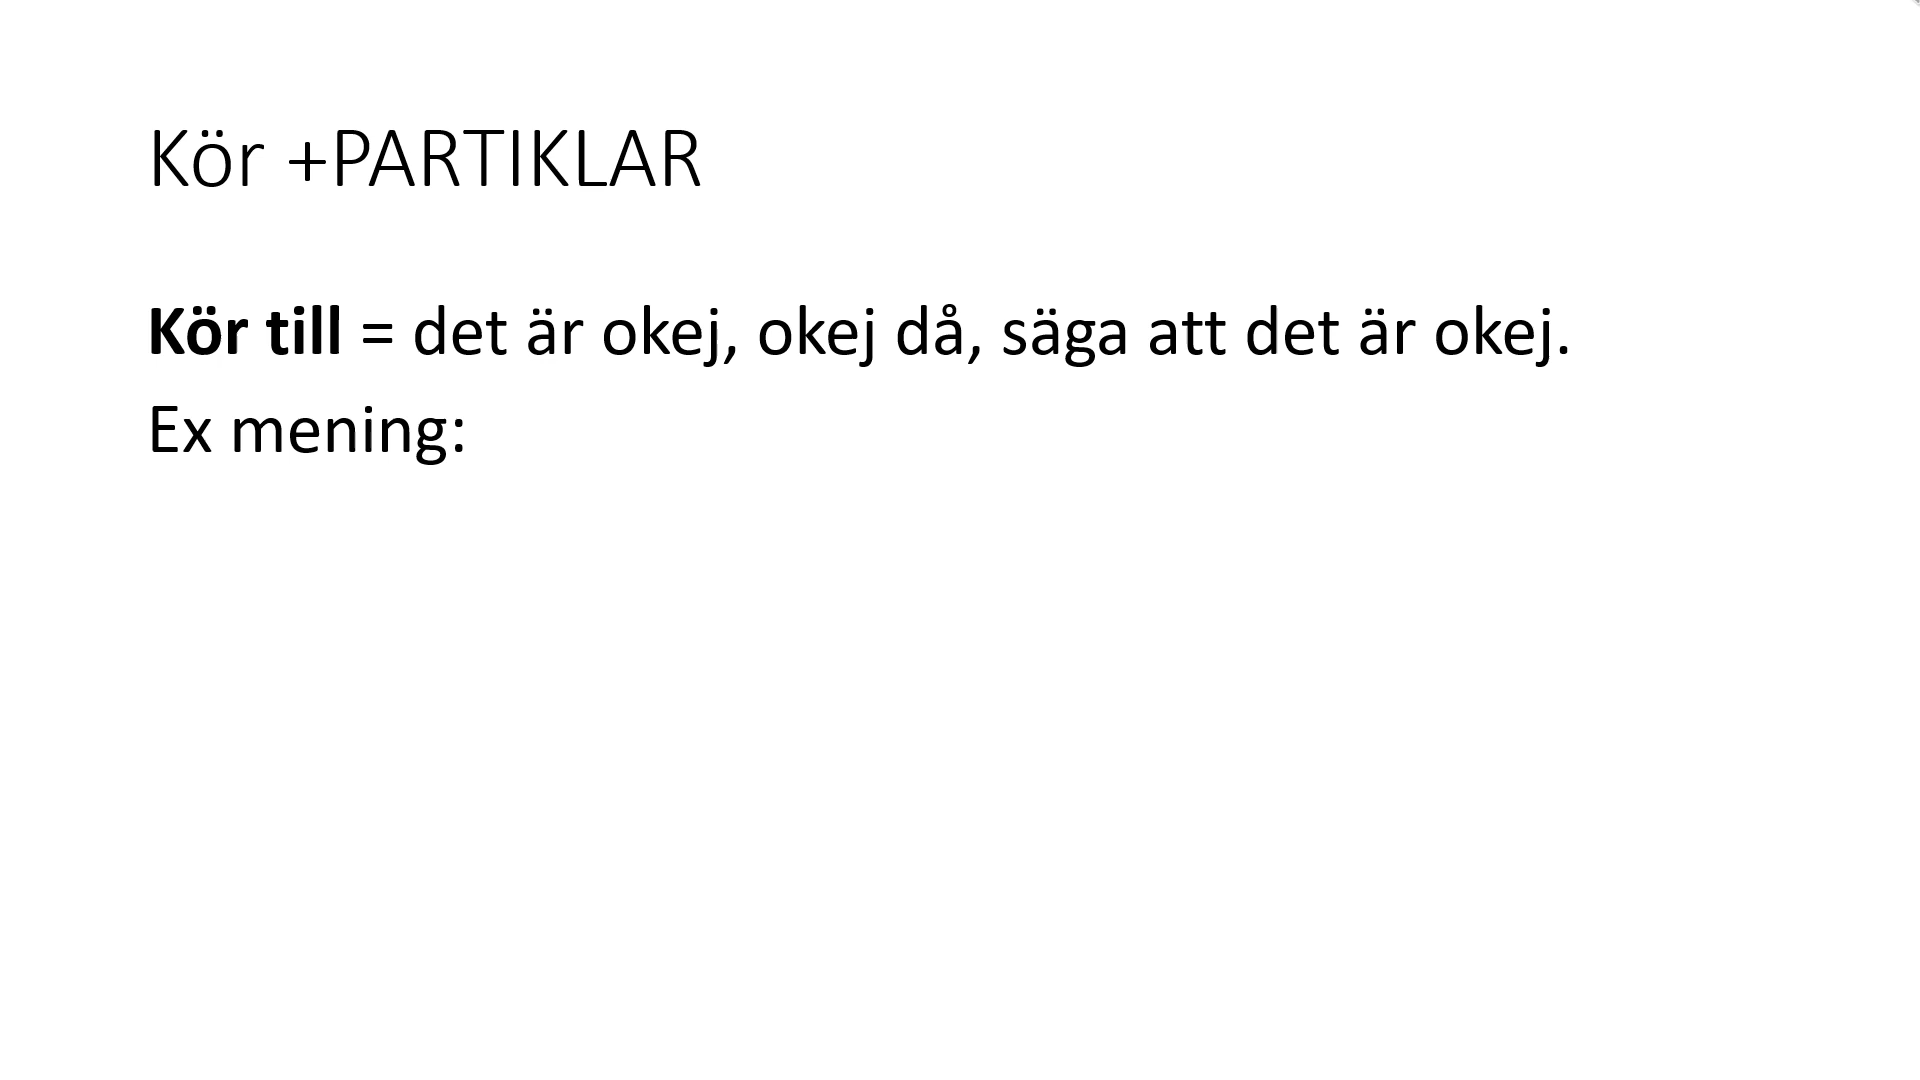 Kör +PARTIKLAR
Kör till = det är okej, okej då, säga att det är okej.
Ex mening: